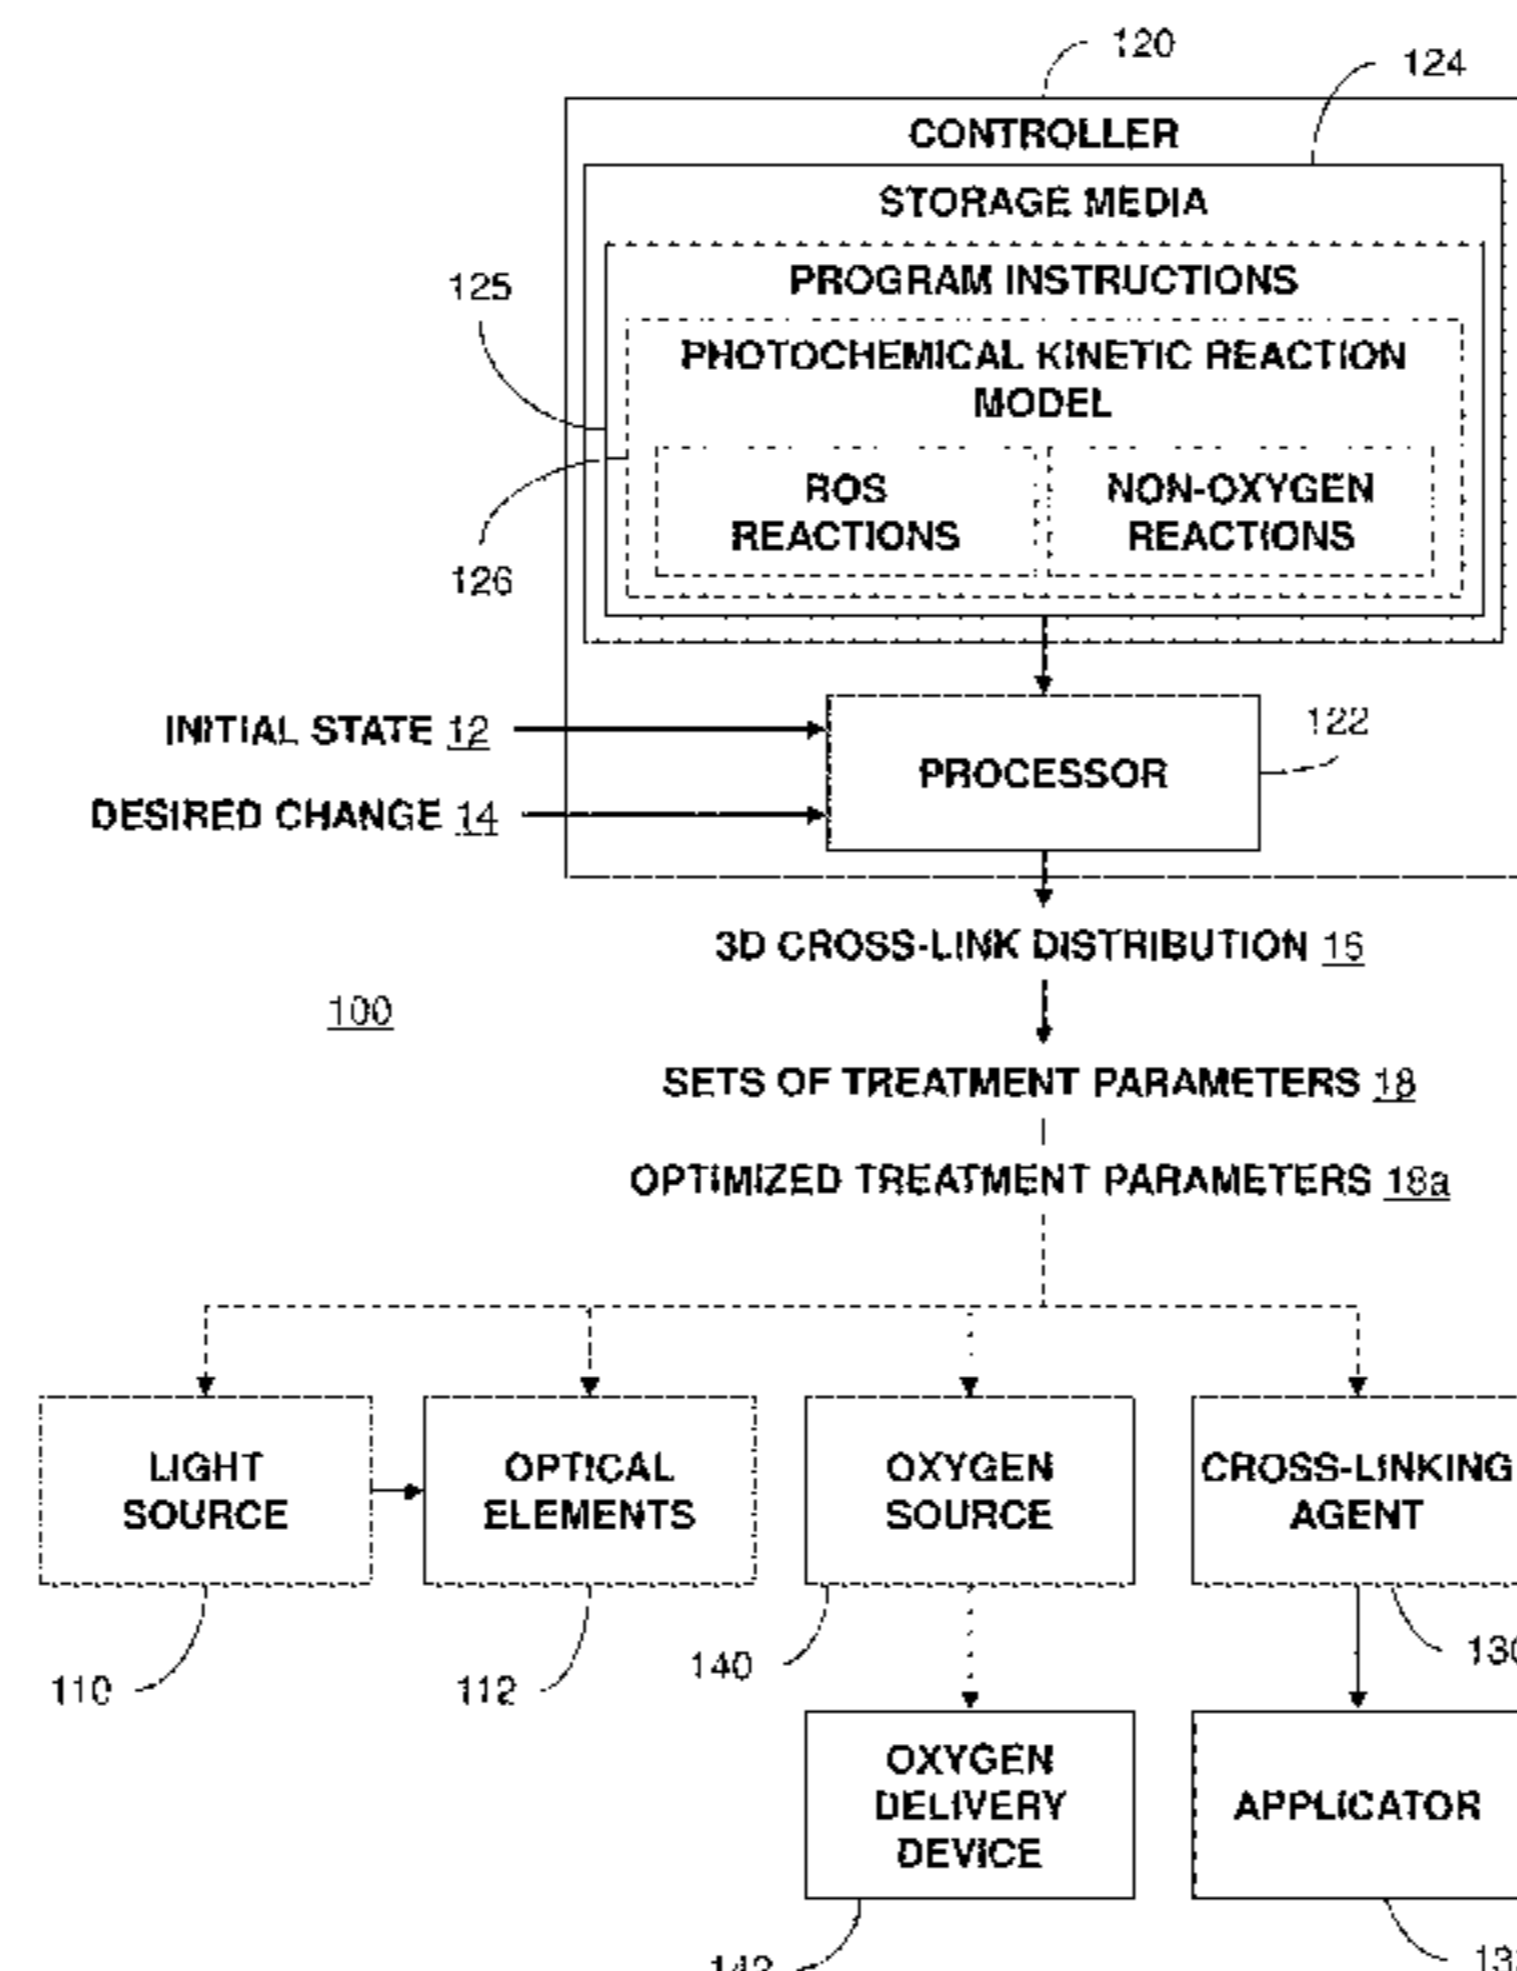 120
124
CONTROLLER
STORAGE MEDIA
PROGRAM INSTRUCTIONS
125
PHOTOCHEMICAL KINETIC REACTION
MODEL
ROS
REACTIONS
NON-OXYGEN
REACTIONS
126
INITIAL STATE 12
122
PROCESSOR
DESIRED CHANGE 14
3D CROSS-LINK DISTRIBUTION 16
100
SETS OF TREATMENT PARAMETERS 18
OPTIMIZED TREATMENT PARAMETERS 18a
LIGHT
SOURCE
OPTICAL
ELEMENTS
OXYGEN
SOURCE
CROSS-LINKING
AGENT
110
112
140
OXYGEN
DELIVERY
DEVICE
APPLICATOR
142